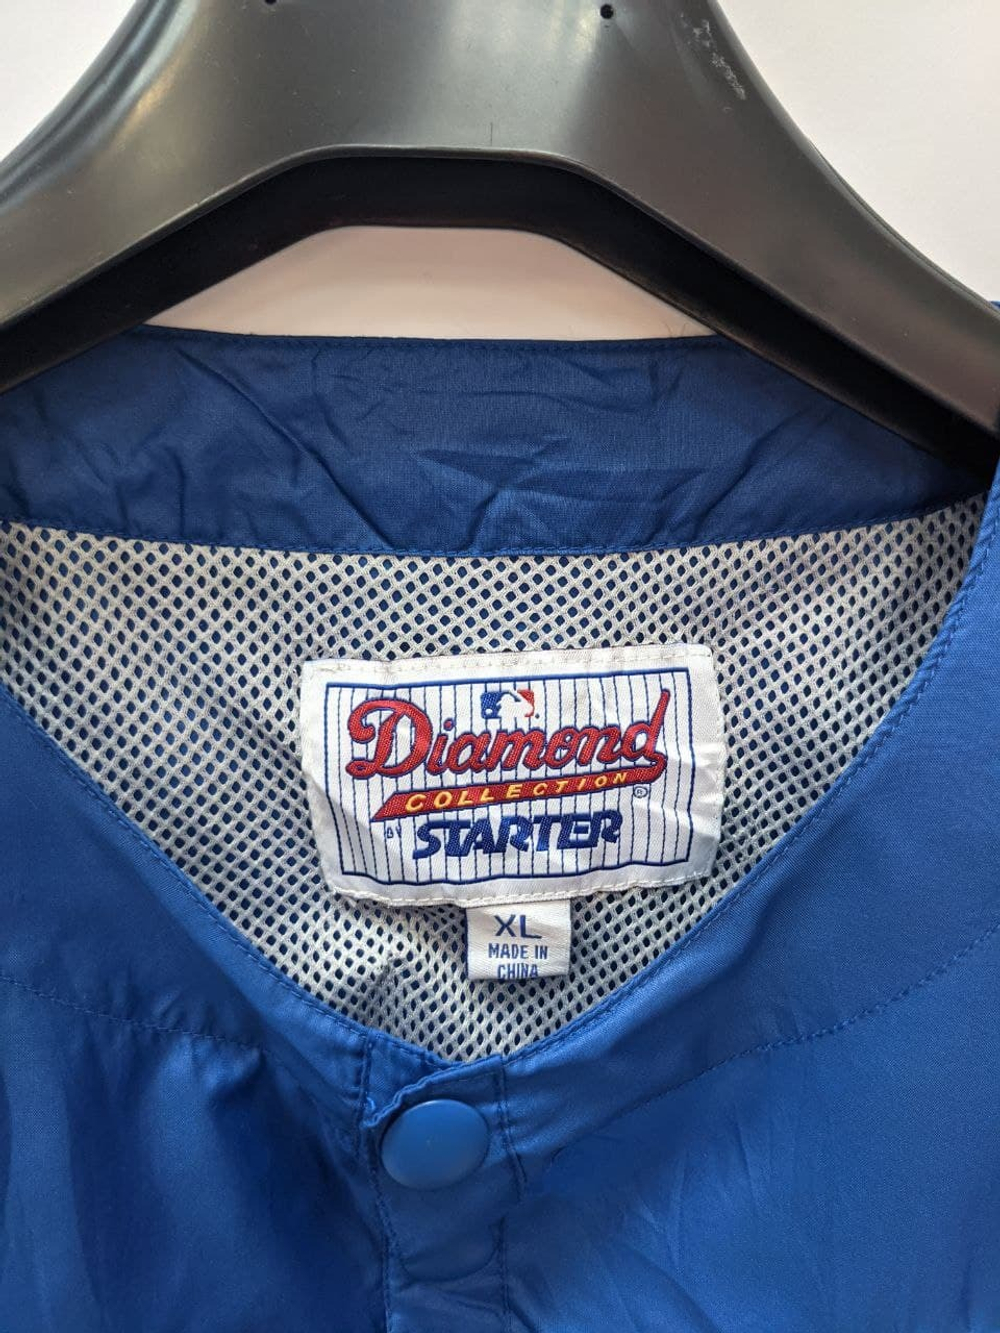 Diamond
COLLECTION®
BY STARTER
XL
MADE IN
CHINA